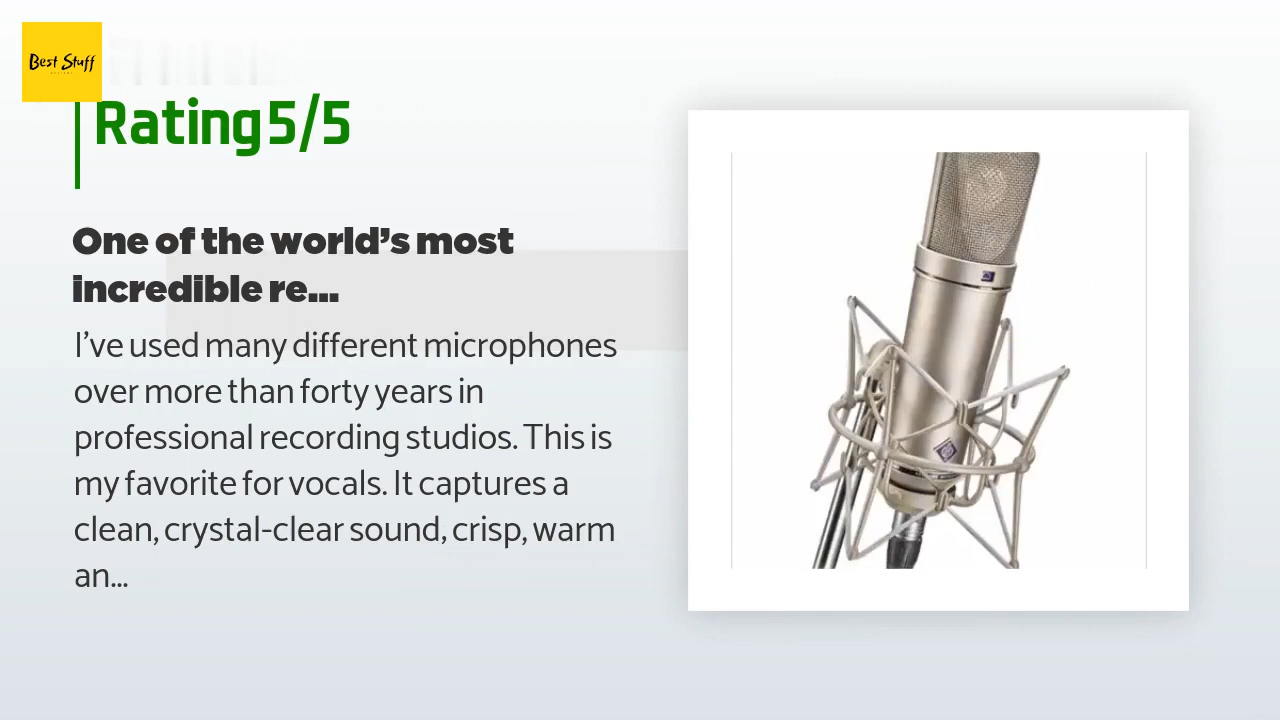 Best Stuff
Rating 5/5
One of the world's most
incredible re...
I've used many different microphones
over more than forty years in
professional recording studios. This is
my favorite for vocals. It captures a
clean, crystal-clear sound, crisp, warm
an...